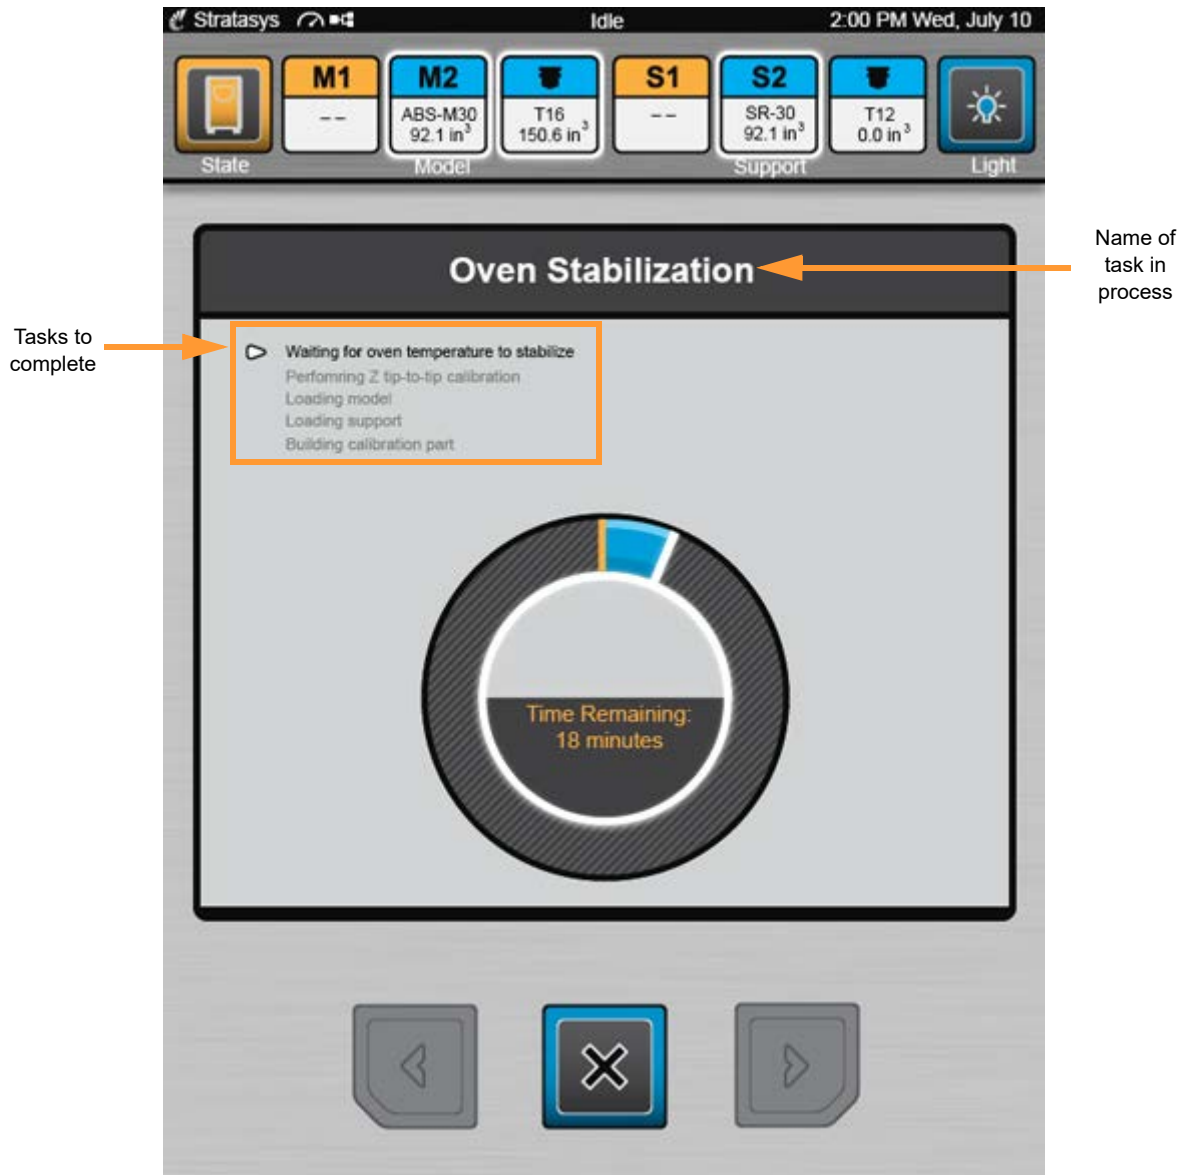 Stratasys Idle 2:00 PM Wed, July 10
M1 M2 S1 S2
-- ABS-M30 T16 -- SR-30 T12
92.1 in³ 150.6 in³ 92.1 in³ 0.0 in³
State Model Support Light
Oven Stabilization
Name of
task in
process
Tasks to
complete
Waiting for oven temperature to stabilize
Perfomring Z tip-to-tip calibration
Loading model
Loading support
Building calibration part
Time Remaining:
18 minutes